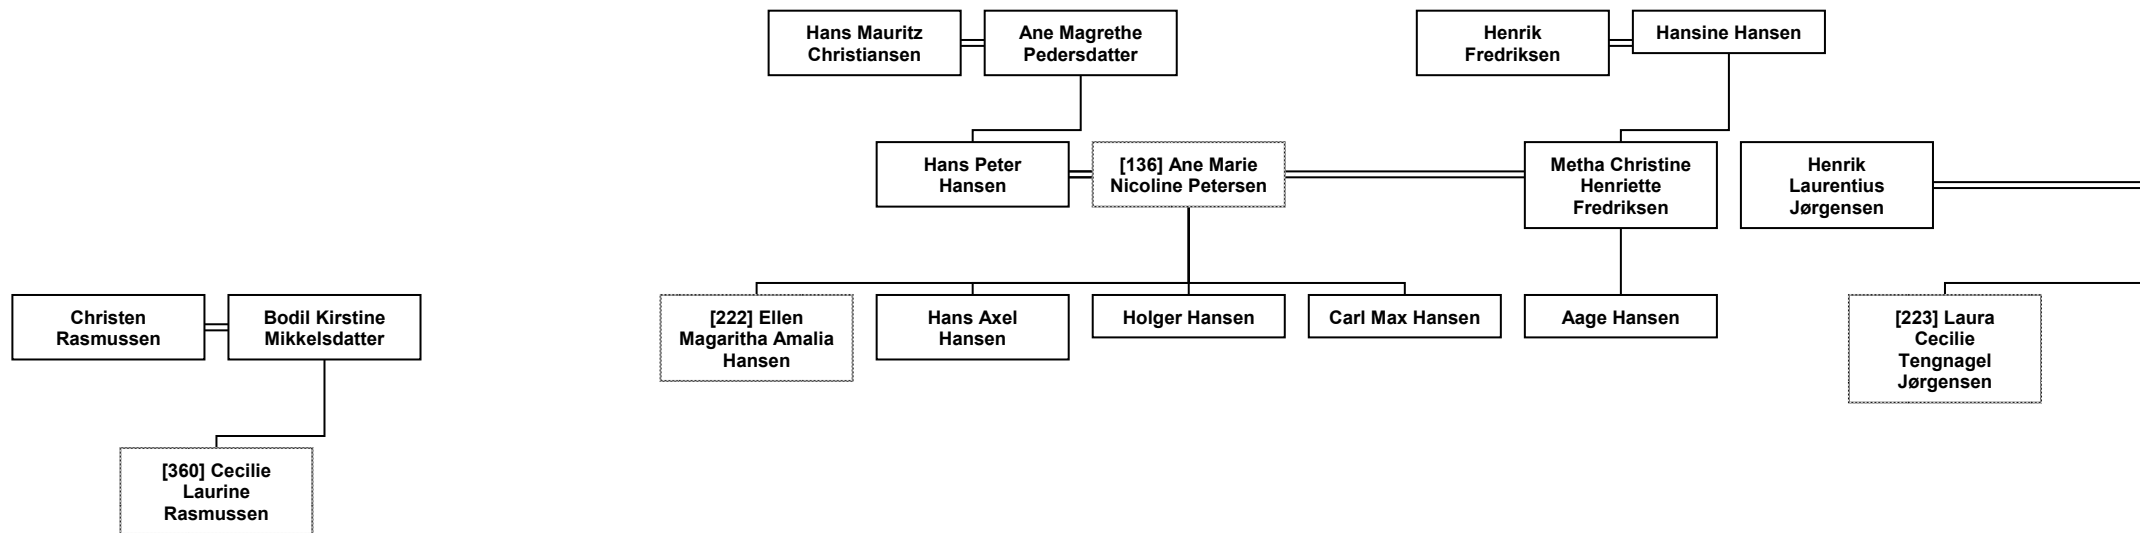 Hans Mauritz
Christiansen
Ane Magrethe
Pedersdatter
Henrik
Fredriksen
Hansine Hansen
Hans Peter
Hansen
[136] Ane Marie
Nicoline Petersen
Metha Christine
Henriette
Fredriksen
Henrik
Laurentius
Jørgensen
Christen
Rasmussen
Bodil Kirstine
Mikkelsdatter
[222] Ellen
Magaritha Amalia
Hansen
Hans Axel
Hansen
Holger Hansen
Carl Max Hansen
Aage Hansen
[223] Laura
Cecilie
Tengnagel
Jørgensen
[360] Cecilie
Laurine
Rasmussen